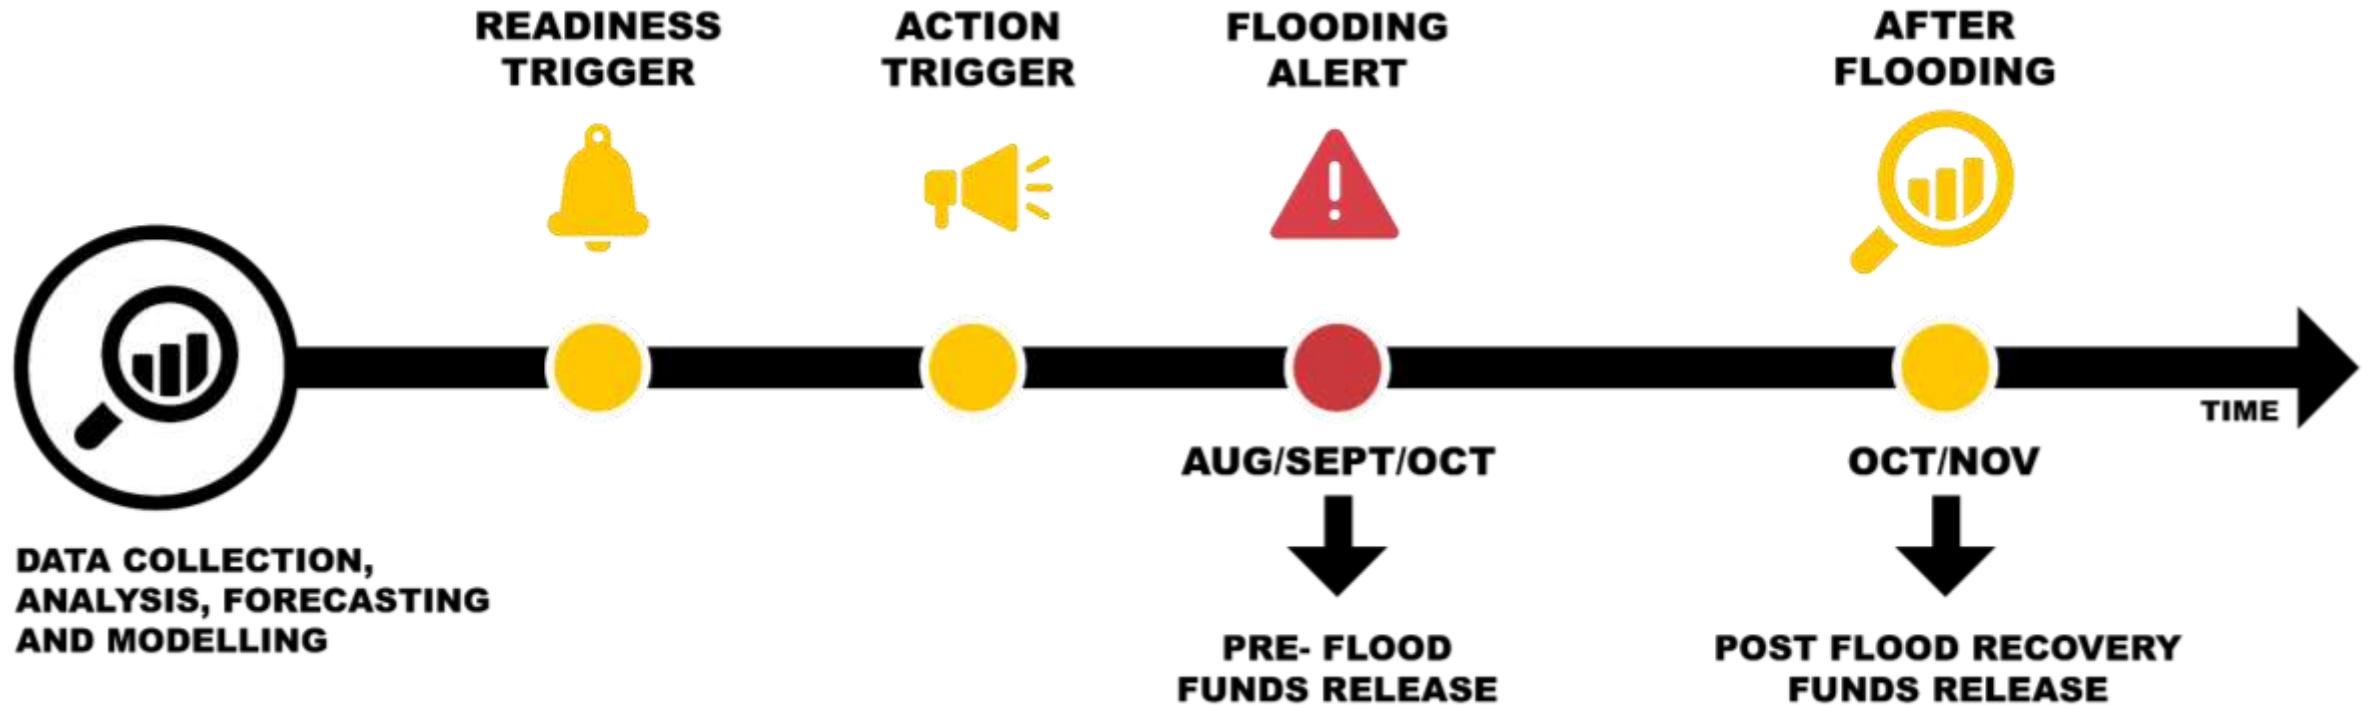 READINESS
TRIGGER
ACTION
TRIGGER
FLOODING
ALERT
AFTER
FLOODING
TIME
AUG/SEPT/OCT
OCT/NOV
DATA COLLECTION,
ANALYSIS, FORECASTING
AND MODELLING
PRE- FLOOD
FUNDS RELEASE
POST FLOOD RECOVERY
FUNDS RELEASE